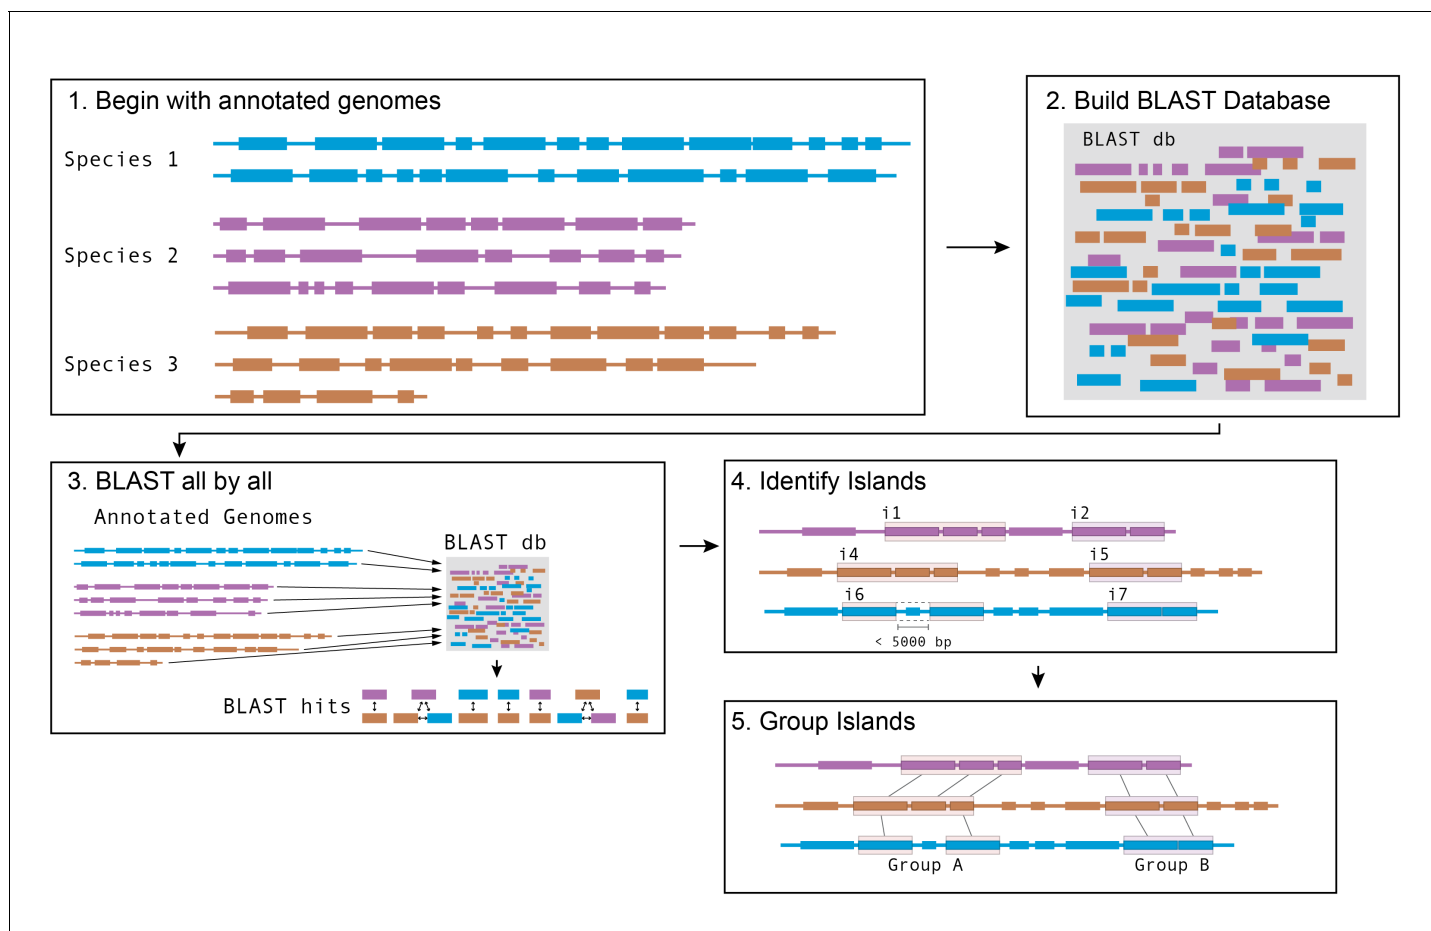 1. Begin with annotated genomes
Species 1
Species 2
Species 3
2. Build BLAST Database
BLAST db
3. BLAST all by all
Annotated Genomes
BLAST db
BLAST hits
4. Identify Islands
i1 i2
i4 i5
i6 i7
< 5000 bp
5. Group Islands
Group A Group B